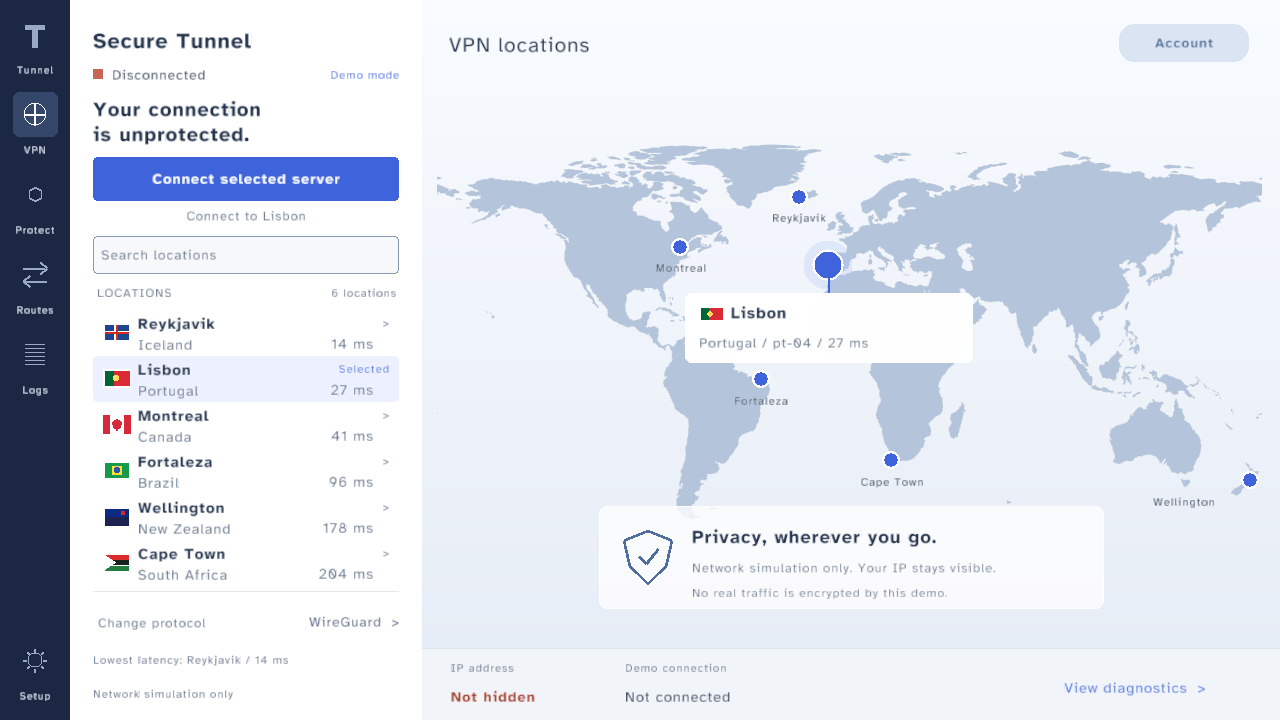 T
Tunnel
VPN
Protect
Routes
Logs
Setup
Secure Tunnel
Disconnected
Demo mode
Your connection
is unprotected.
Connect selected server
Connect to Lisbon
Search locations
LOCATIONS
6 locations
Reykjavik >
Iceland 14 ms
Lisbon Selected
Portugal 27 ms
Montreal >
Canada 41 ms
Fortaleza >
Brazil 96 ms
Wellington >
New Zealand 178 ms
Cape Town >
South Africa 204 ms
Change protocol WireGuard >
Lowest latency: Reykjavik / 14 ms
Network simulation only
VPN locations
Account
Reykjavik
Montreal
Lisbon
Portugal / pt-04 / 27 ms
Fortaleza
Cape Town
Wellington
Privacy, wherever you go.
Network simulation only. Your IP stays visible.
No real traffic is encrypted by this demo.
IP address
Not hidden
Demo connection
Not connected
View diagnostics >